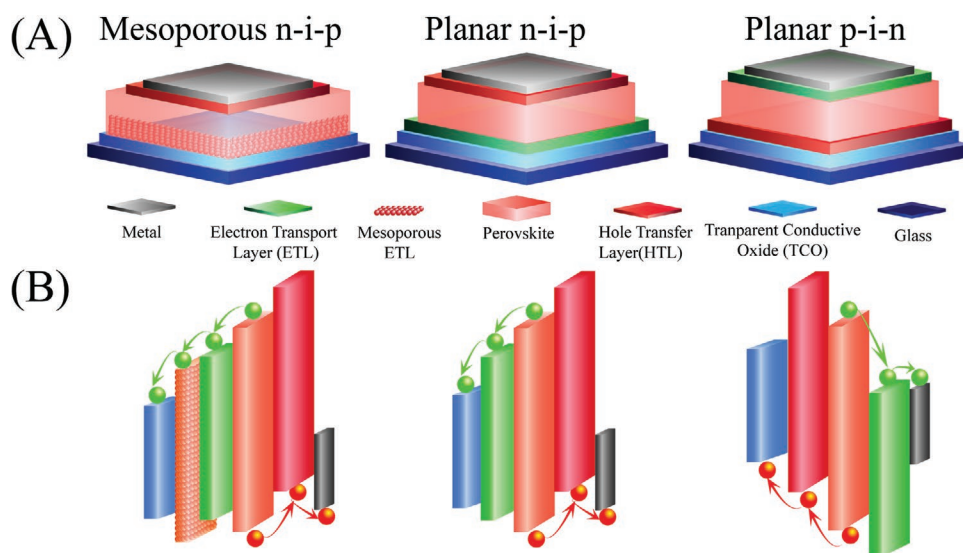 (A)
Mesoporous n-i-p
Planar n-i-p
Planar p-i-n
Metal
Electron Transport
Layer (ETL)
Mesoporous
ETL
Perovskite
Hole Transfer
Layer(HTL)
Tranparent Conductive
Oxide (TCO)
Glass
(B)